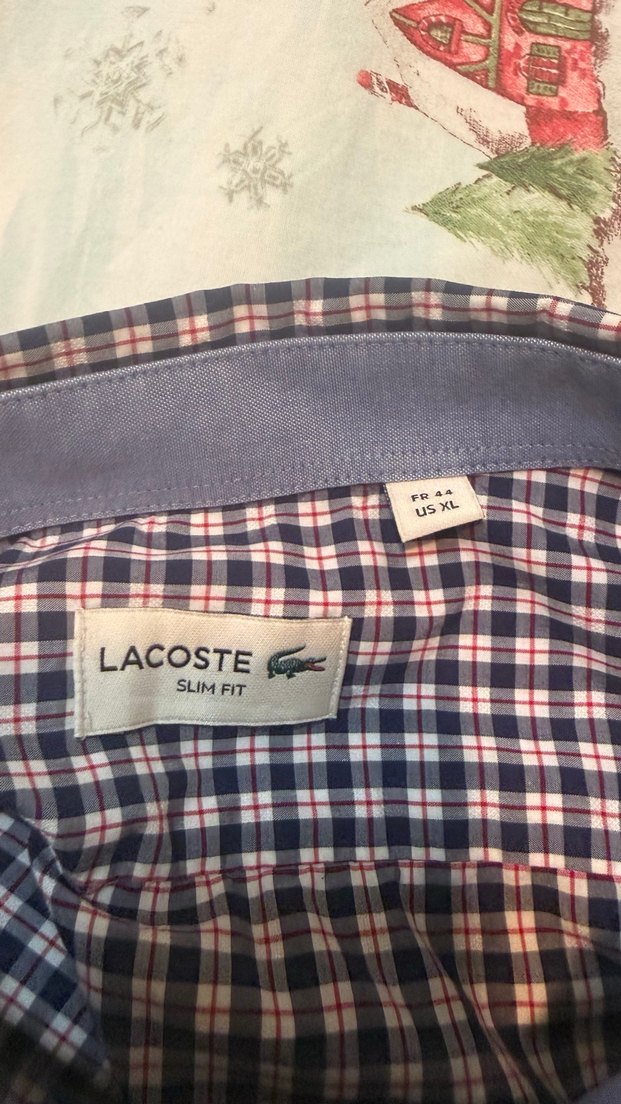 FR 44
US XL
LACOSTE
SLIM FIT